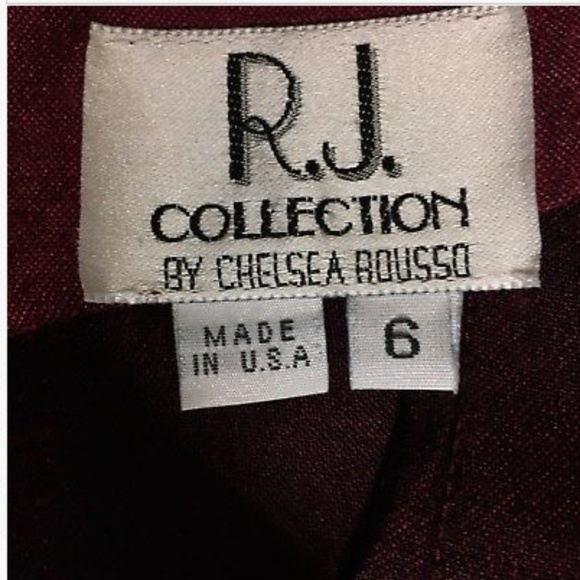 R.J.
COLLECTION
BY CHELSEA ROUSSO
MADE
IN U.S.A
6